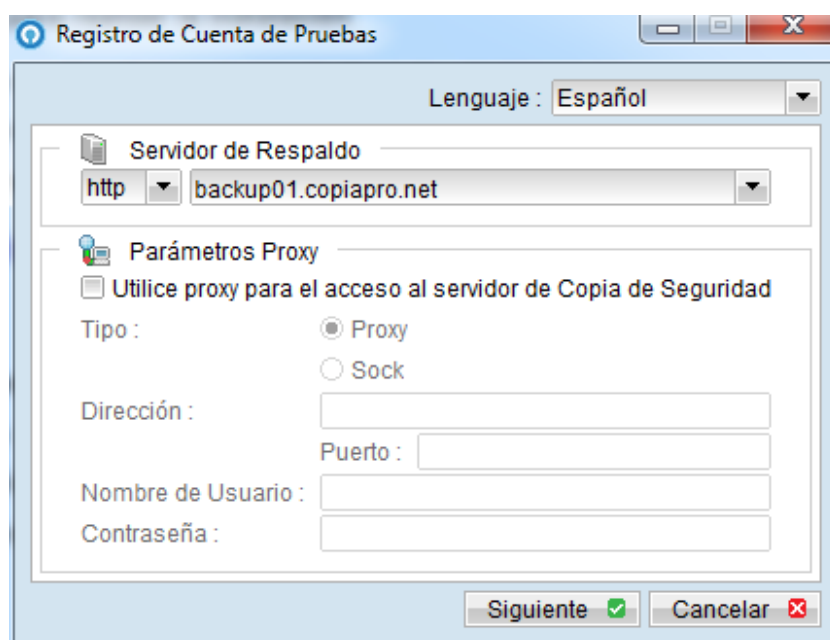 Registro de Cuenta de Pruebas
Lenguaje : Español
Servidor de Respaldo
http backup01.copiapro.net
Parámetros Proxy
Utilice proxy para el acceso al servidor de Copia de Seguridad
Tipo : Proxy
Sock
Dirección :
Puerto :
Nombre de Usuario :
Contraseña :
Siguiente Cancelar